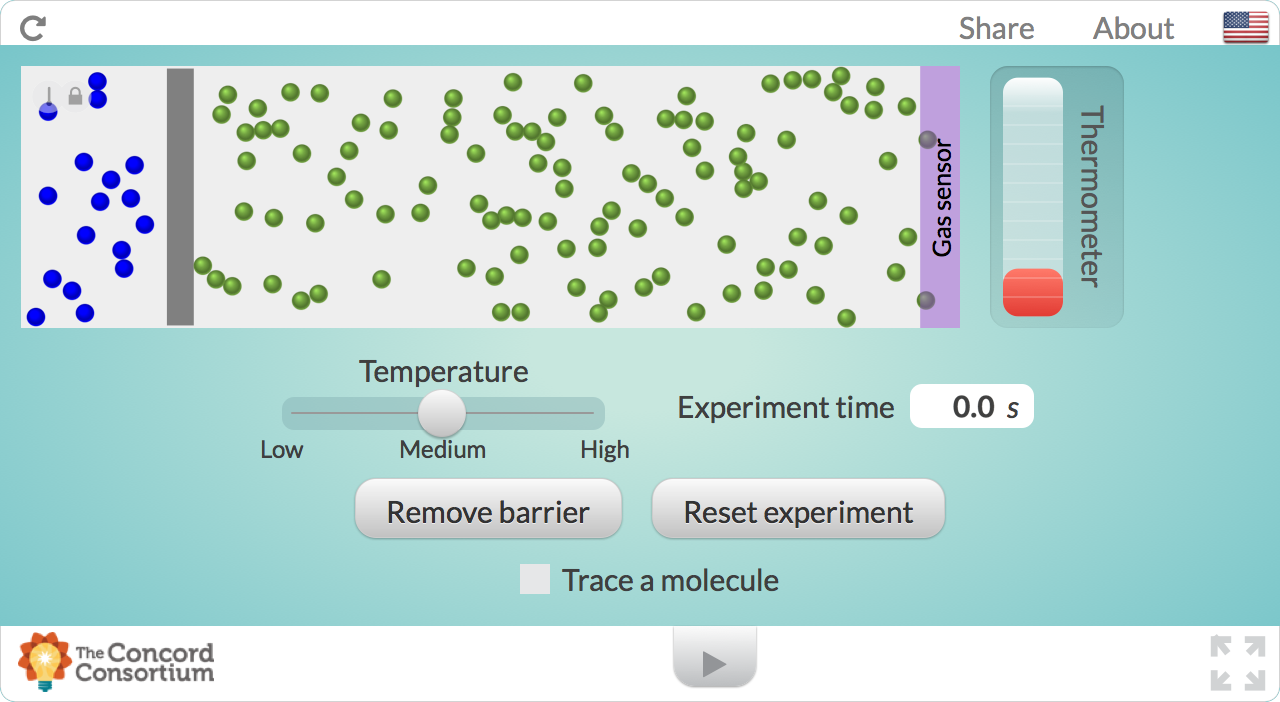 Share About
Gas sensor
Thermometer
Temperature
Low Medium High
Experiment time 0.0 s
Remove barrier Reset experiment
Trace a molecule
The Concord
Consortium